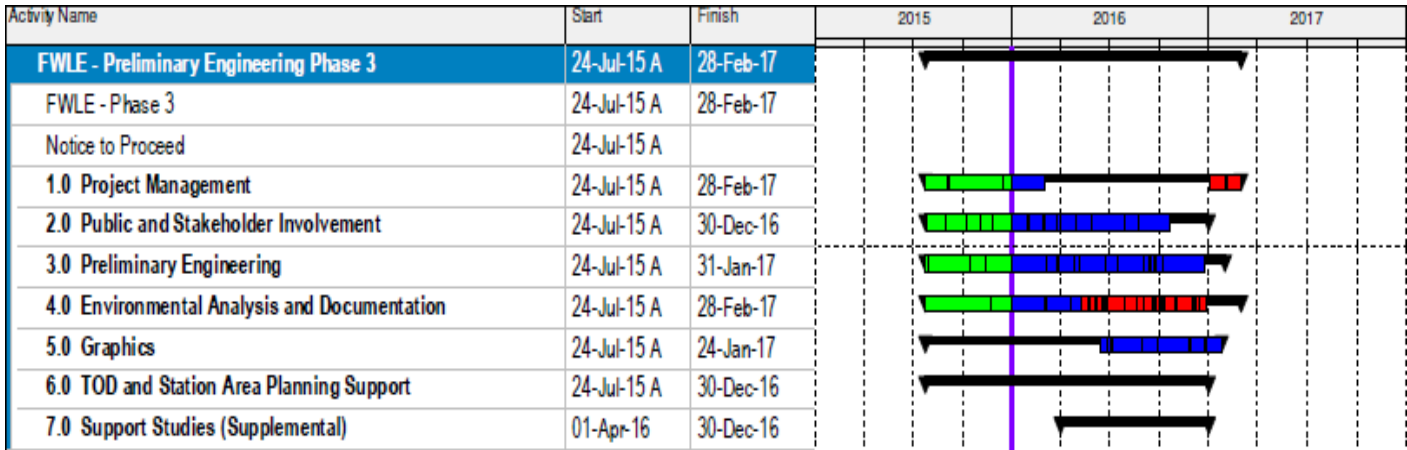 Activity Name Start Finish 2015 2016 2017
FWLE - Preliminary Engineering Phase 3 24-Jul-15 A 28-Feb-17
FWLE - Phase 3 24-Jul-15 A 28-Feb-17
Notice to Proceed 24-Jul-15 A
1.0 Project Management 24-Jul-15 A 28-Feb-17
2.0 Public and Stakeholder Involvement 24-Jul-15 A 30-Dec-16
3.0 Preliminary Engineering 24-Jul-15 A 31-Jan-17
4.0 Environmental Analysis and Documentation 24-Jul-15 A 28-Feb-17
5.0 Graphics 24-Jul-15 A 24-Jan-17
6.0 TOD and Station Area Planning Support 24-Jul-15 A 30-Dec-16
7.0 Support Studies (Supplemental) 01-Apr-16 30-Dec-16